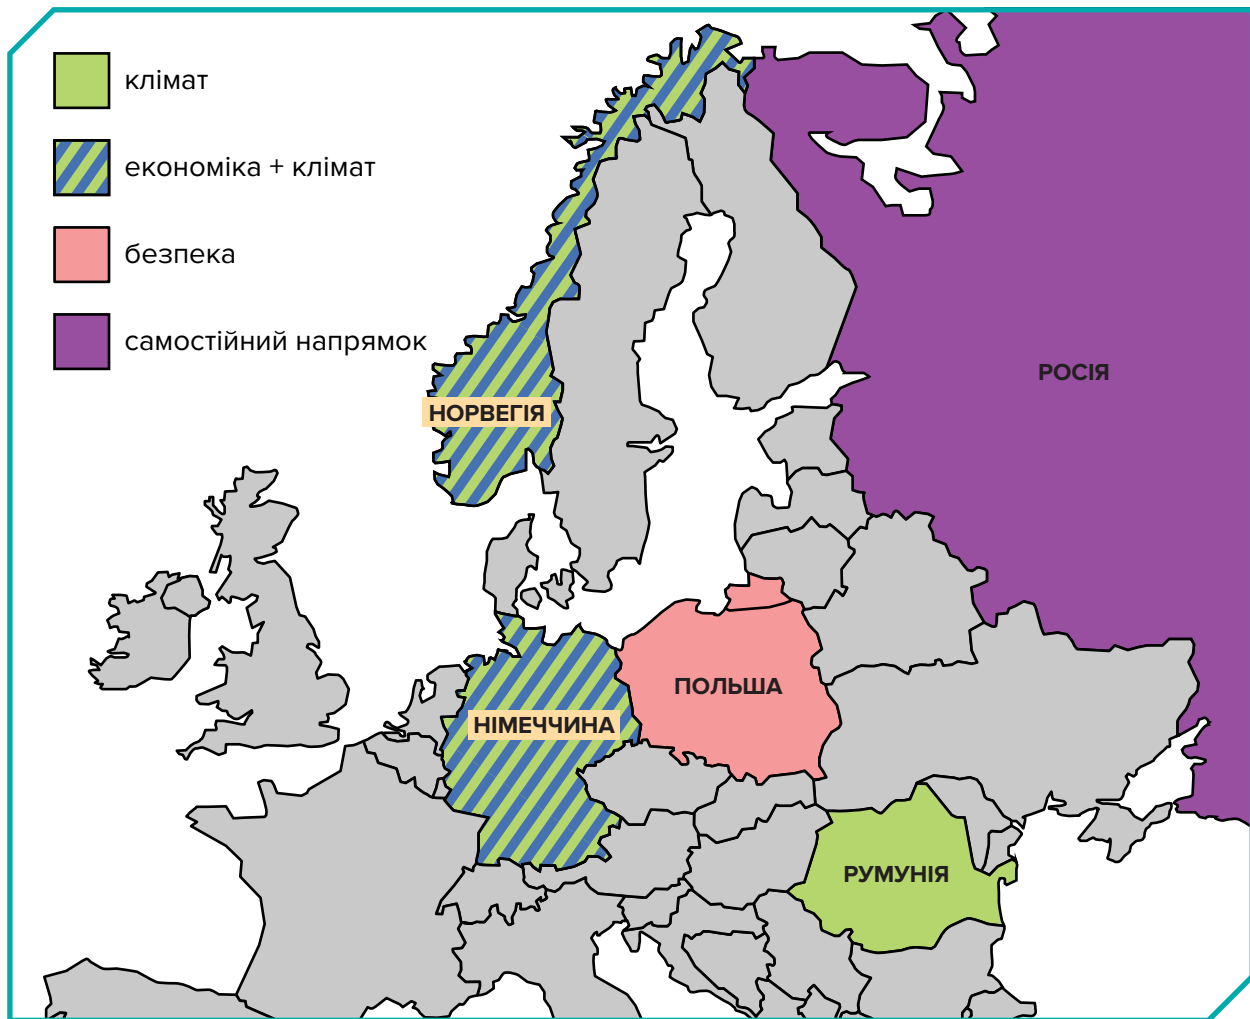 клімат
економіка + клімат
безпека
самостійний напрямок
РОСІЯ
НОРВЕГІЯ
ПОЛЬША
НІМЕЧЧИНА
РУМУНІЯ